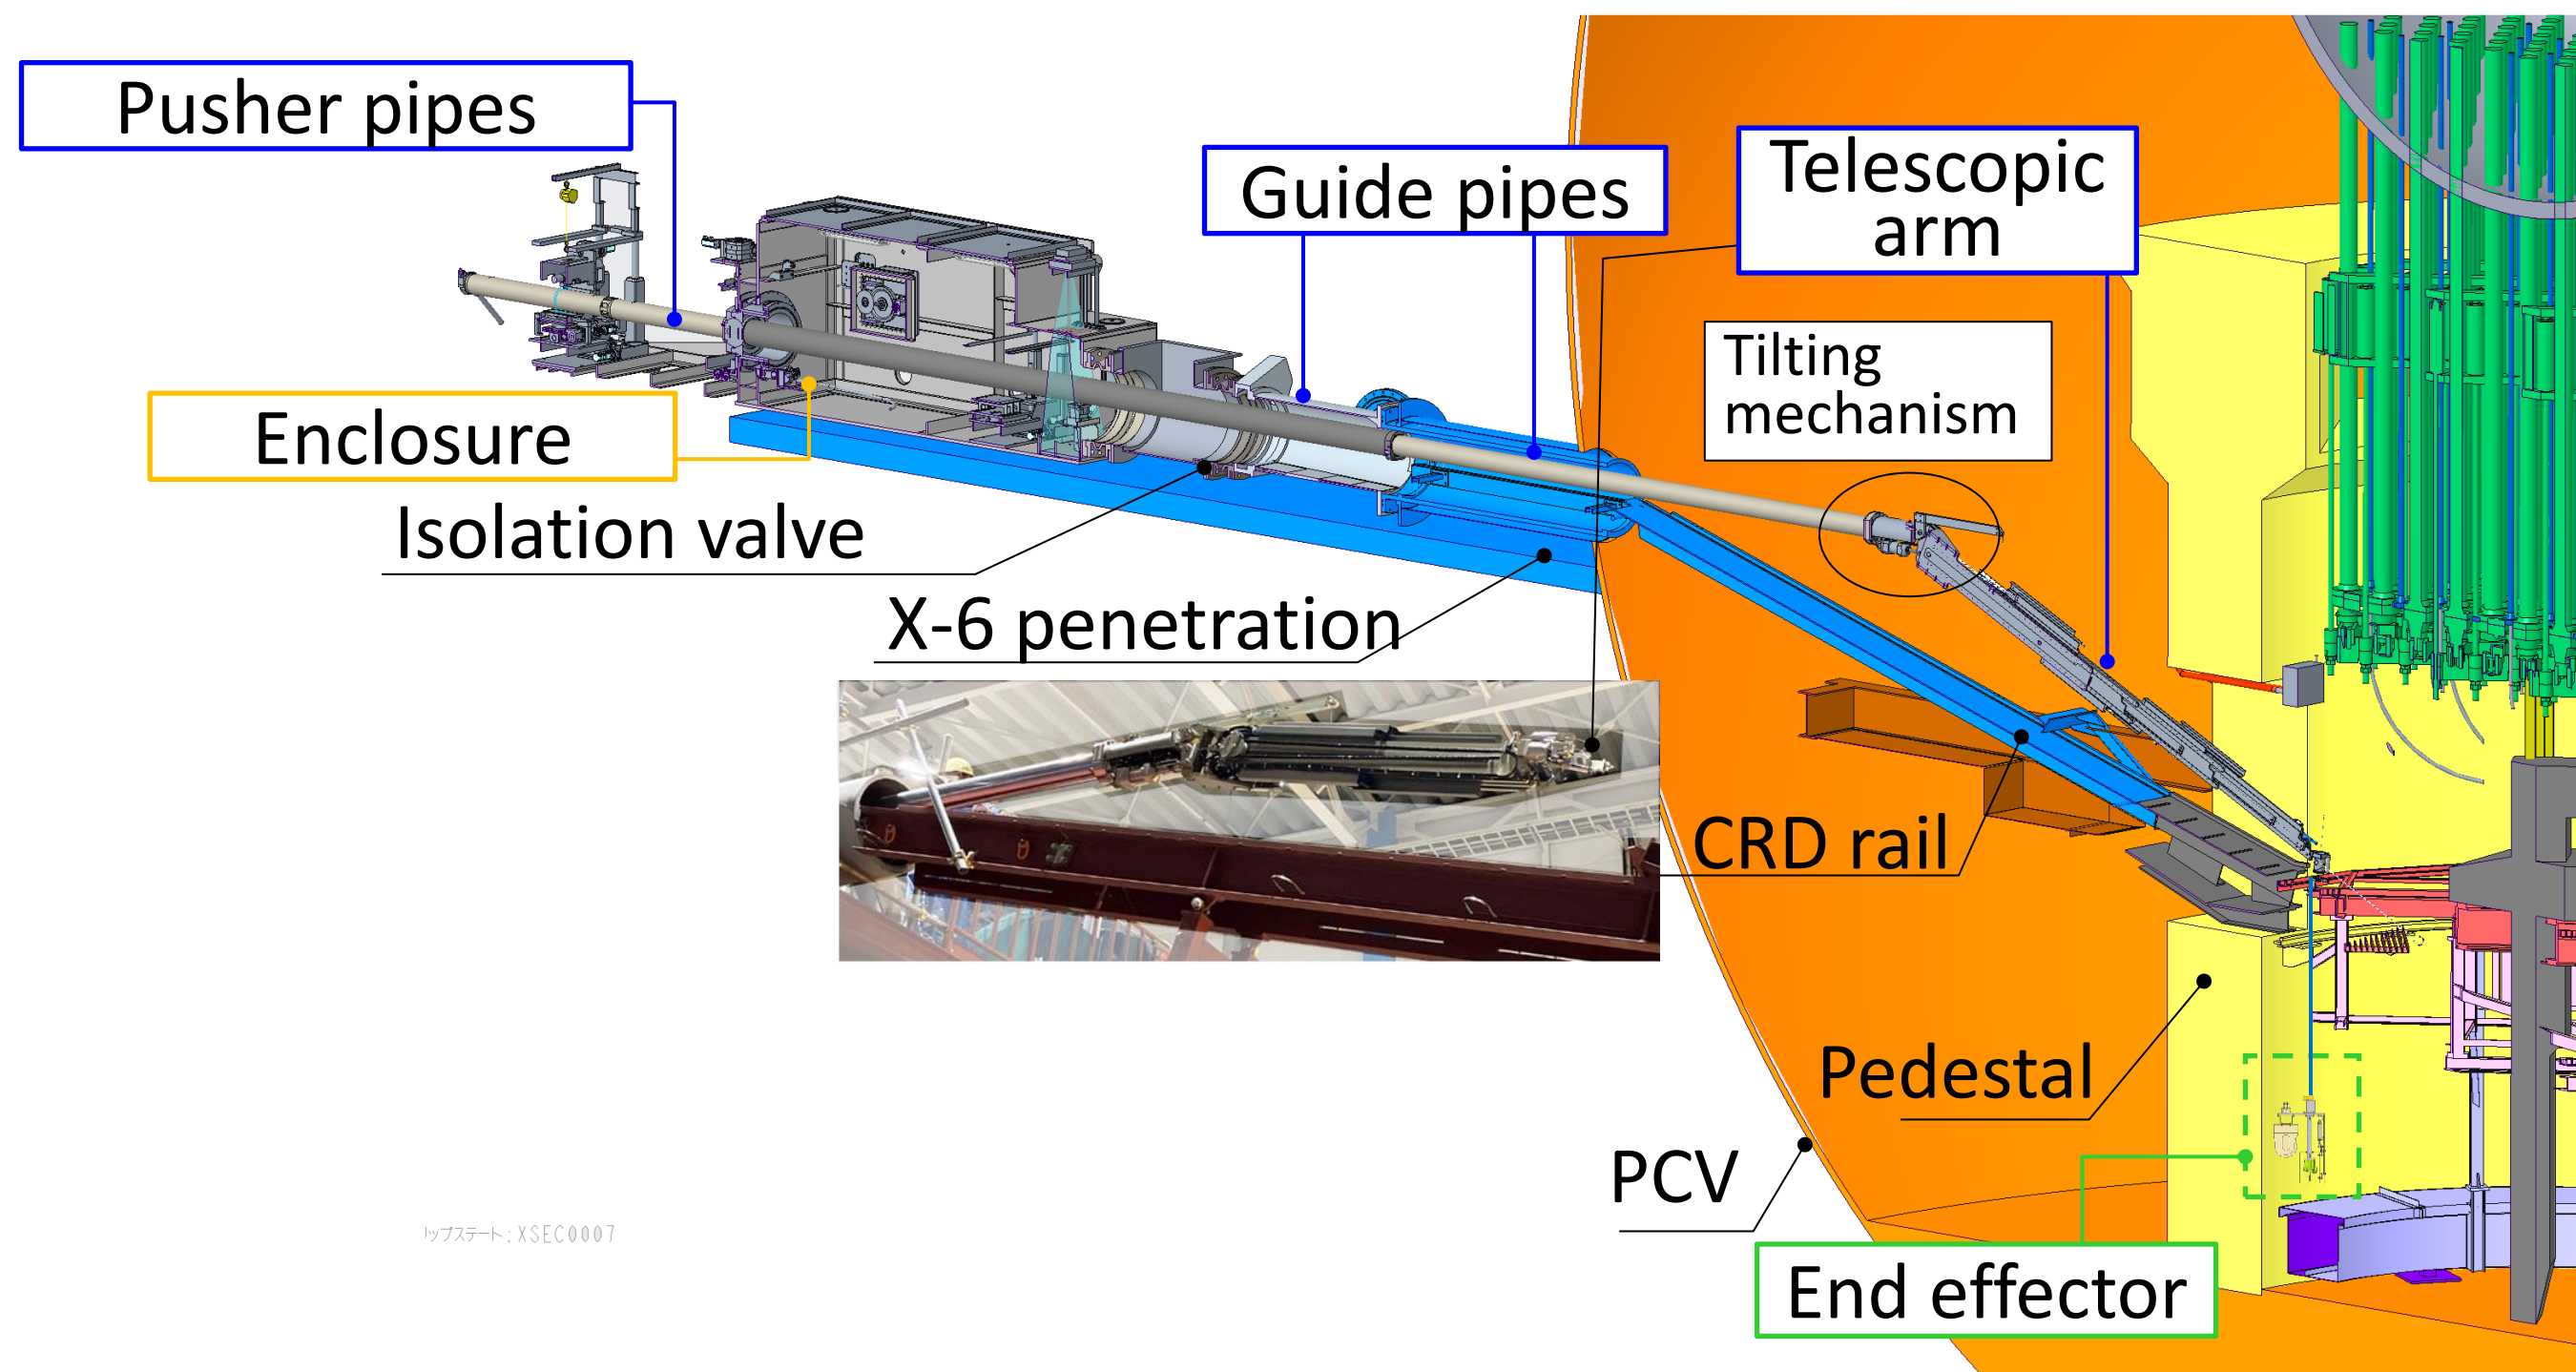 Pusher pipes
Guide pipes
Telescopic
arm
Tilting
mechanism
Enclosure
Isolation valve
X-6 penetration
CRD rail
Pedestal
PCV
End effector
リップステート: XSEC0007